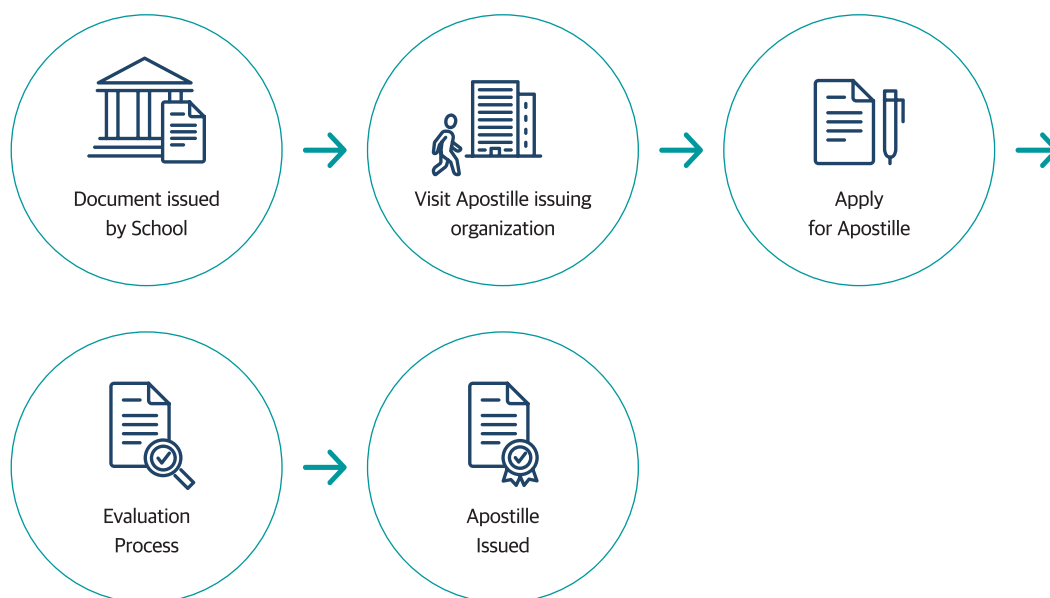 Document issued
by School
Visit Apostille issuing
organization
Apply
for Apostille
Evaluation
Process
Apostille
Issued